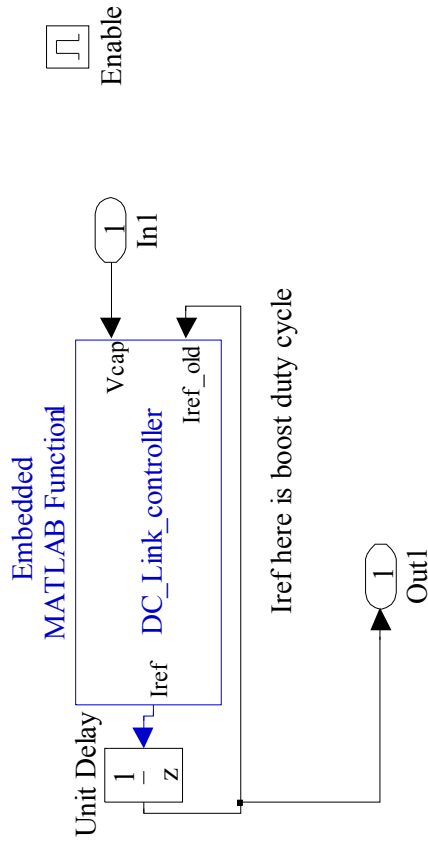 Enable
1
In1
Embedded
MATLAB Function1
Vcap
Iref_old
DC_Link_controller
Iref
Unit Delay
1
z
Iref here is boost duty cycle
1
Out1